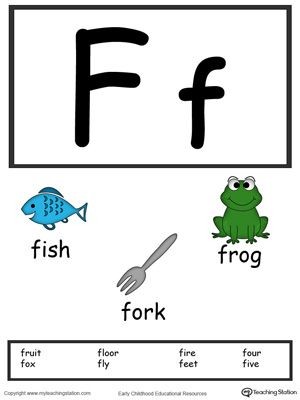 F f
fish
frog
fork
fruit floor fire four
fox fly feet five
Copyright www.myteachingstation.com Early Childhood Educational Resources My TEACHING STATION